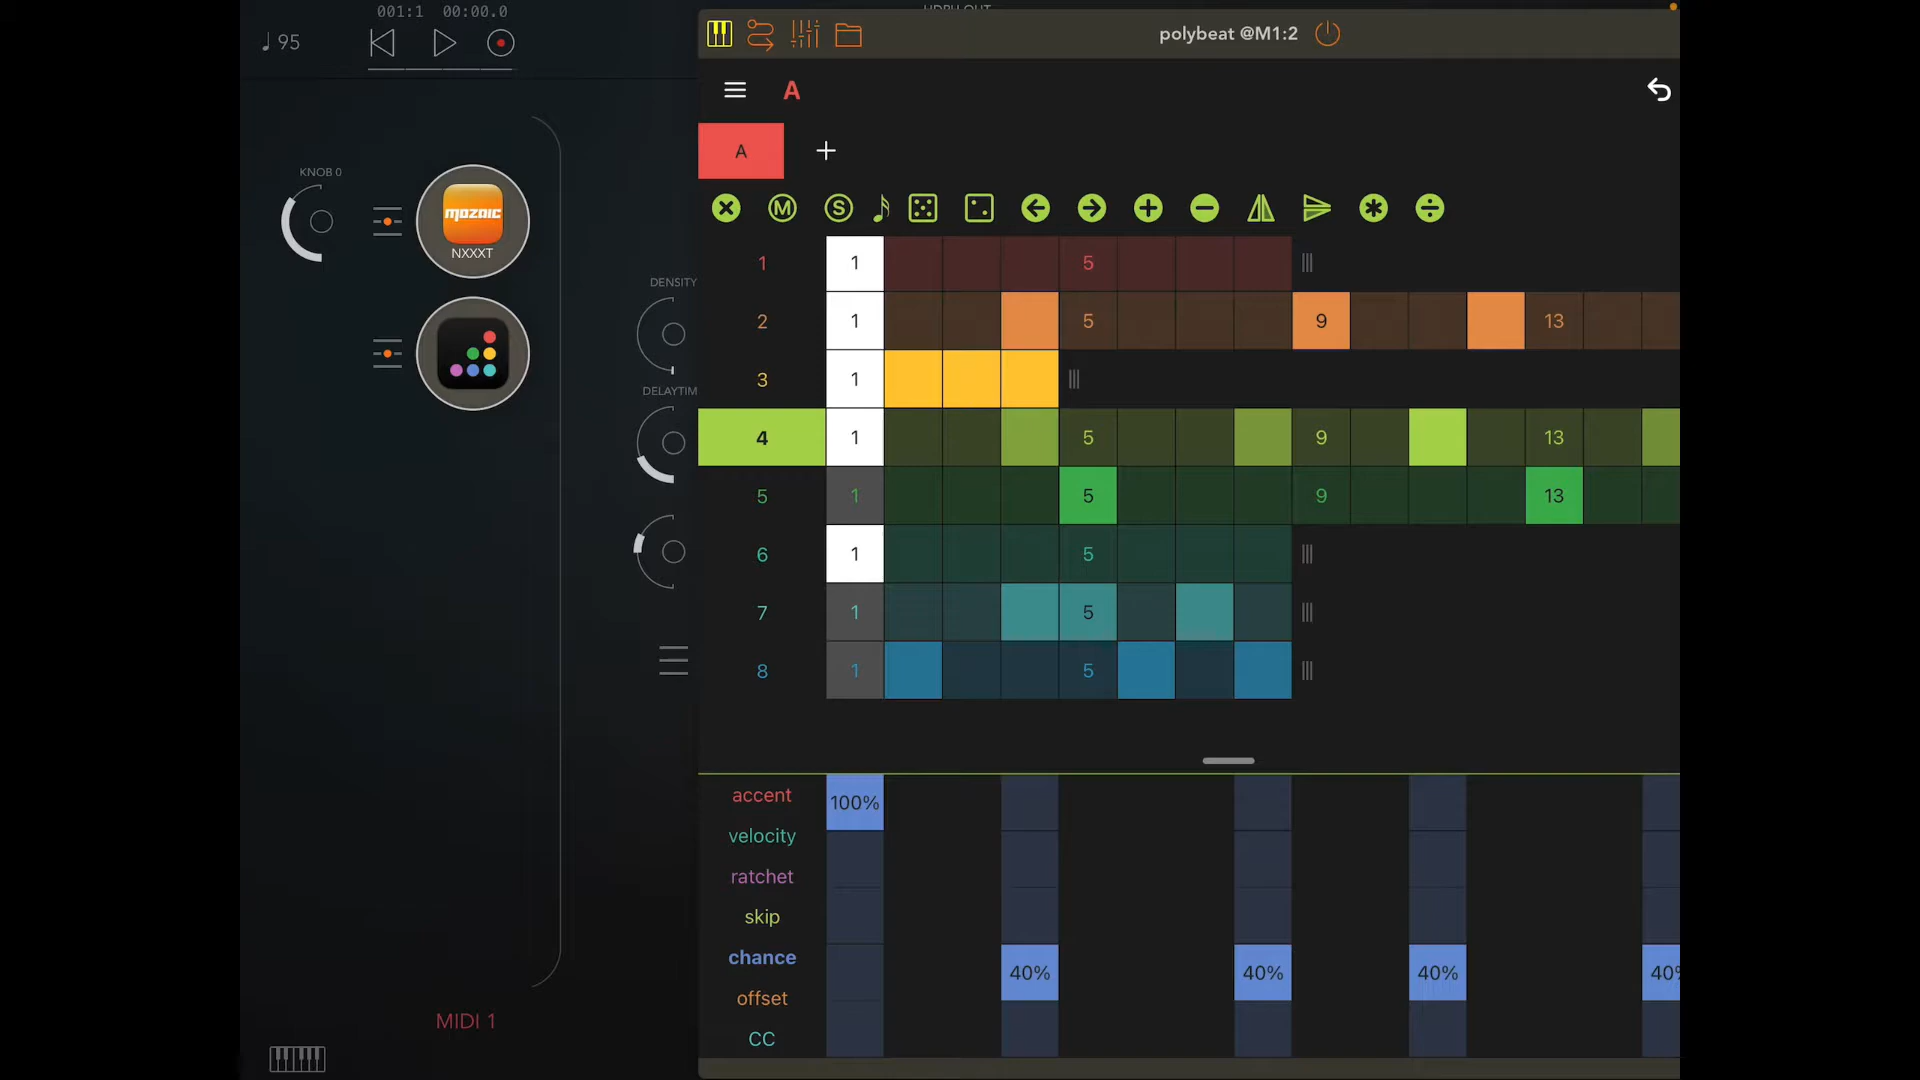 001:1 00:00.0
♩ 95
polybeat @M1:2
A
A +
M S
KNOB 0
mozaic
NXXXT
DENSITY
DELAYTIM
1 1 5
2 1 5 9 13
3 1
4 1 5 9 13
5 1 5 9 13
6 1 5
7 1 5
8 1 5
accent 100%
velocity
ratchet
skip
chance 40% 40% 40% 40%
offset
CC
MIDI 1